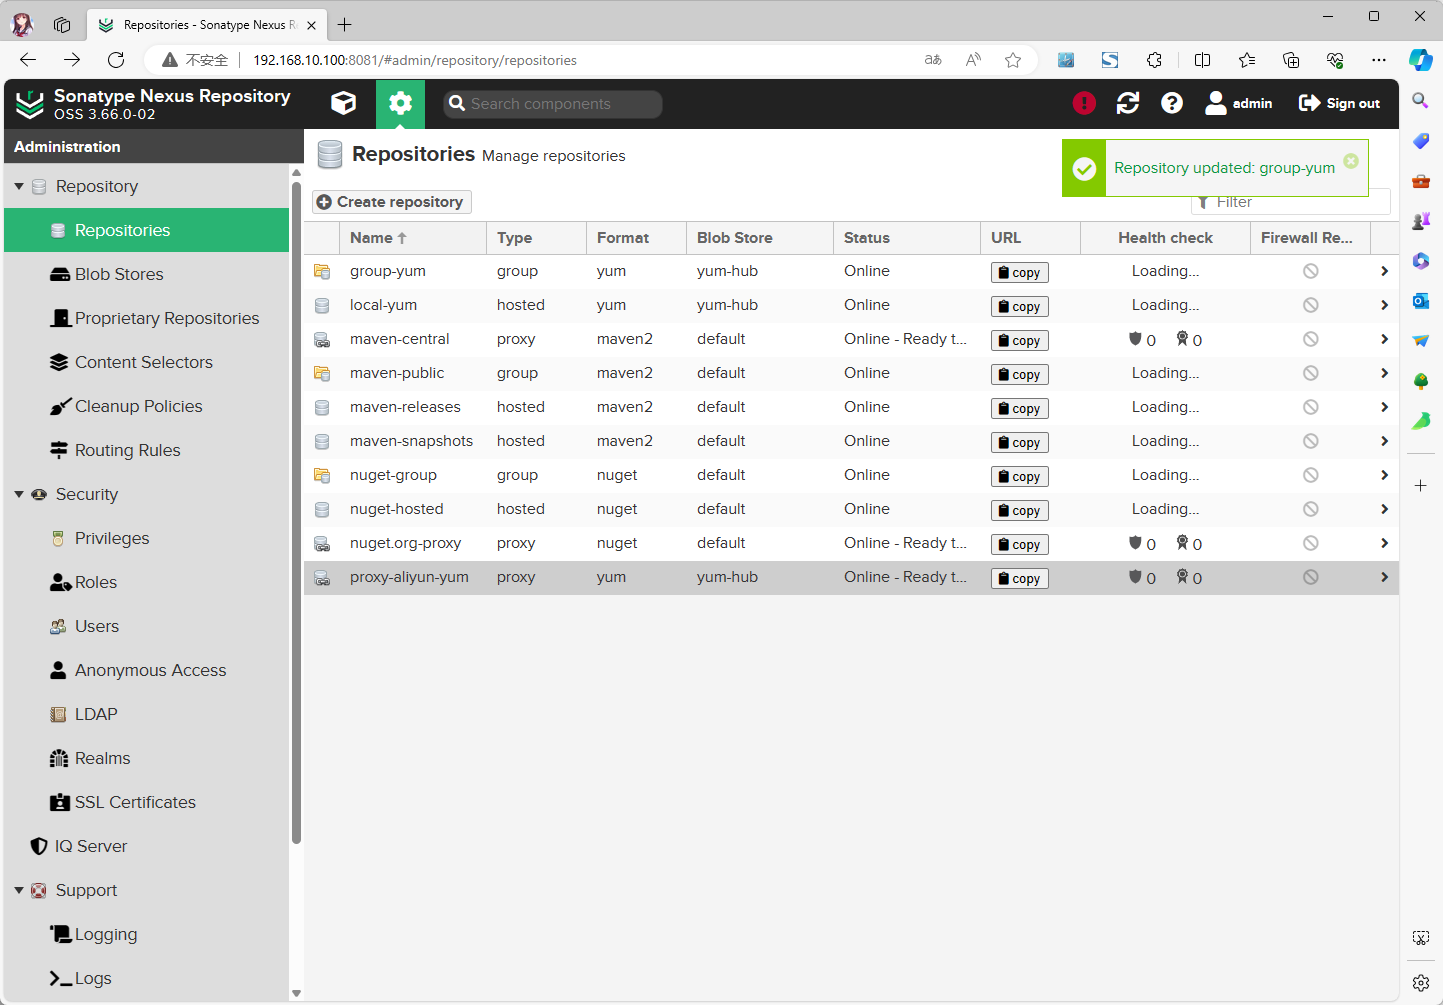 Repositories - Sonatype Nexus R
不安全
192.168.10.100:8081/#admin/repository/repositories
Sonatype Nexus Repository
OSS 3.66.0-02
Search components
admin
Sign out
Administration
Repository
Repositories
Blob Stores
Proprietary Repositories
Content Selectors
Cleanup Policies
Routing Rules
Security
Privileges
Roles
Users
Anonymous Access
LDAP
Realms
SSL Certificates
IQ Server
Support
Logging
Logs
Repositories Manage repositories
Repository updated: group-yum
Create repository
Filter
Name Type Format Blob Store Status URL Health check Firewall Re...
group-yum group yum yum-hub Online copy Loading...
local-yum hosted yum yum-hub Online copy Loading...
maven-central proxy maven2 default Online - Ready t... copy 0 0
maven-public group maven2 default Online copy Loading...
maven-releases hosted maven2 default Online copy Loading...
maven-snapshots hosted maven2 default Online copy Loading...
nuget-group group nuget default Online copy Loading...
nuget-hosted hosted nuget default Online copy Loading...
nuget.org-proxy proxy nuget default Online - Ready t... copy 0 0
proxy-aliyun-yum proxy yum yum-hub Online - Ready t... copy 0 0